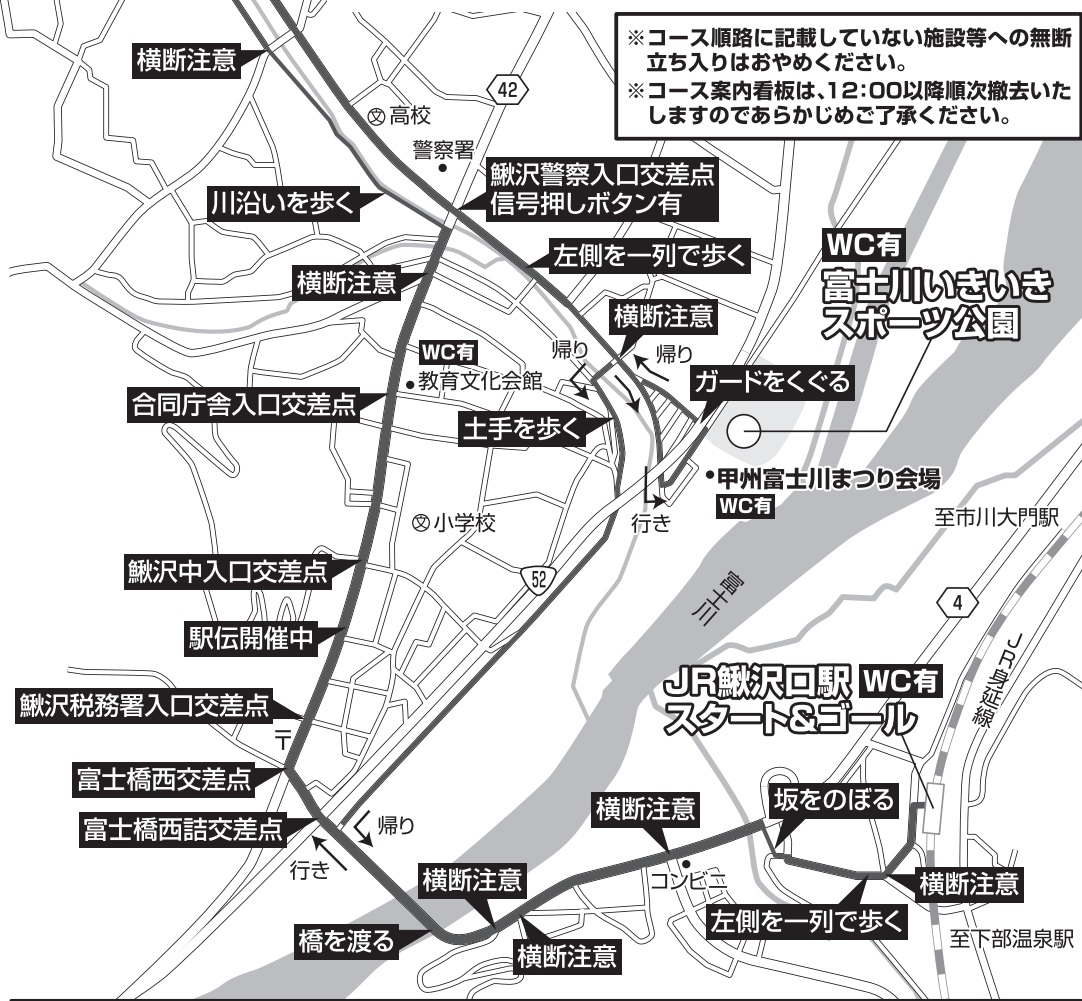 ※コース順路に記載していない施設等への無断
立ち入りはおやめください。
※コース案内看板は、12:00以降順次撤去いた
しますのであらかじめご了承ください。
横断注意
42
文高校
警察署
鰍沢警察入口交差点
信号押しボタン有
川沿いを歩く
左側を一列で歩く
WC有
富士川いきいき
スポーツ公園
横断注意
横断注意
帰り
帰り
WC有
教育文化会館
ガードをくぐる
合同庁舎入口交差点
土手を歩く
甲州富士川まつり会場
WC有
行き
文小学校
至市川大門駅
鰍沢中入口交差点
52
富士川
4
駅伝開催中
JR身延線
JR鰍沢口駅 WC有
スタート&ゴール
鰍沢税務署入口交差点
〒
富士橋西交差点
坂をのぼる
横断注意
富士橋西詰交差点
帰り
行き
コンビニ
横断注意
横断注意
左側を一列で歩く
橋を渡る
横断注意
至下部温泉駅